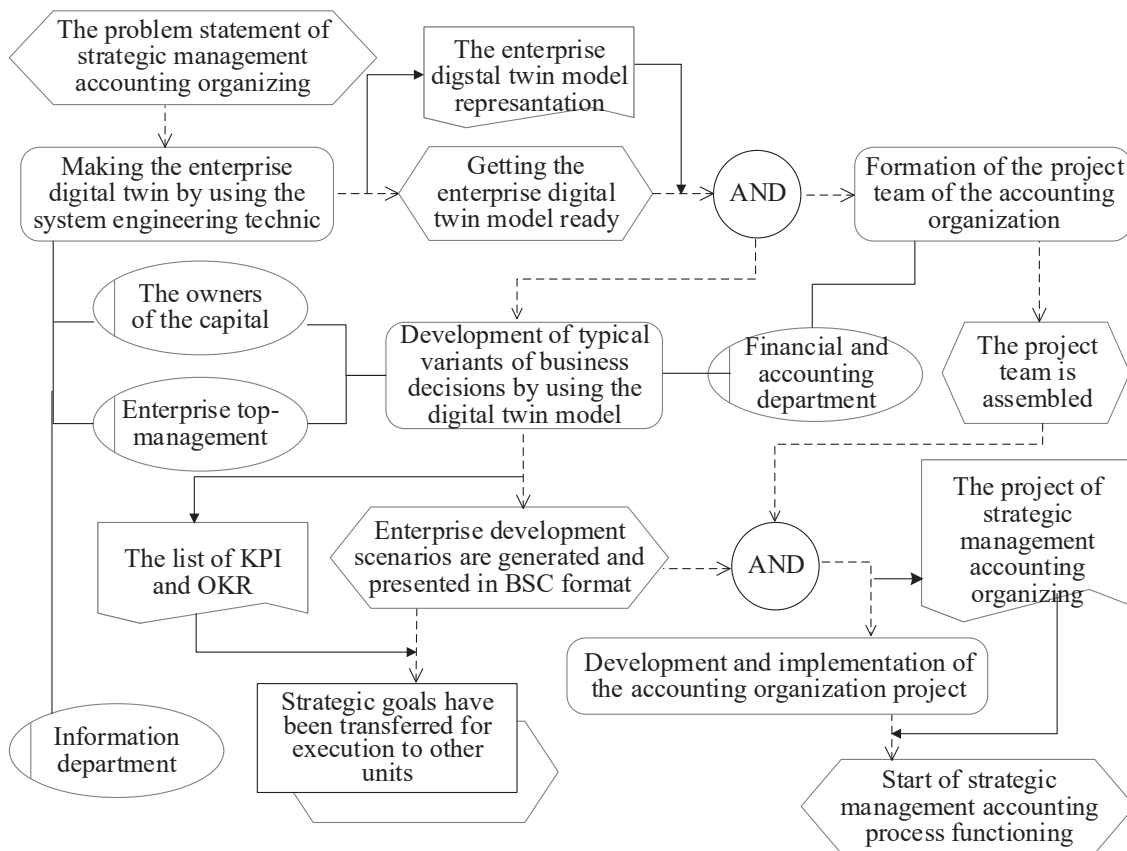 The problem statement of
strategic management
accounting organizing
The enterprise
digstal twin model
represantation
Making the enterprise
digital twin by using the
system engineering technic
Getting the
enterprise digital
twin model ready
AND
Formation of the project
team of the accounting
organization
The owners
of the capital
Development of typical
variants of business
decisions by using the
digital twin model
Financial and
accounting
department
The project
team is
assembled
Enterprise top-
management
The list of KPI
and OKR
Enterprise development
scenarios are generated and
presented in BSC format
AND
The project of
strategic
management
accounting
organizing
Development and implementation of
the accounting organization project
Strategic goals have
been transferred for
execution to other
units
Information
department
Start of strategic
management accounting
process functioning